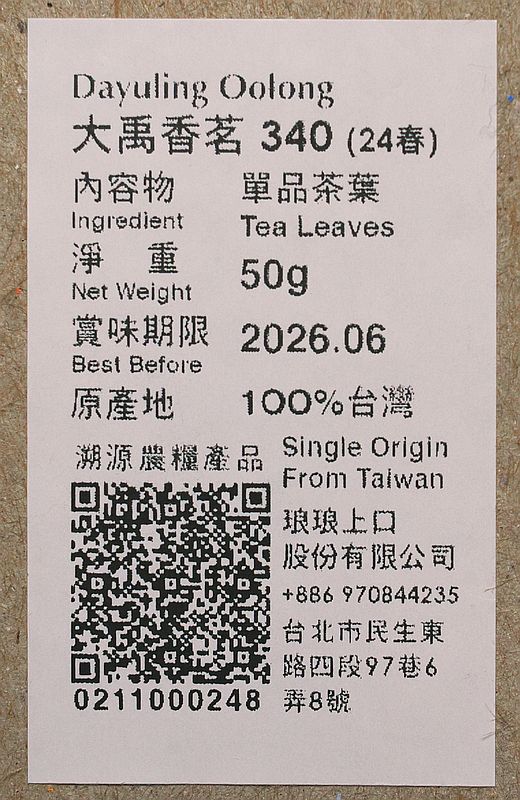 Dayuling Oolong
大禹香茗 340 (24春)
內容物 單品茶葉
Ingredient Tea Leaves
淨 重 50g
Net Weight
賞味期限 2026.06
Best Before
原產地 100%台灣
Single Origin
From Taiwan
溯源農糧產品
0211000248
琅琅上口
股份有限公司
+886 970844235
台北市民生東
路四段97巷6
弄8號